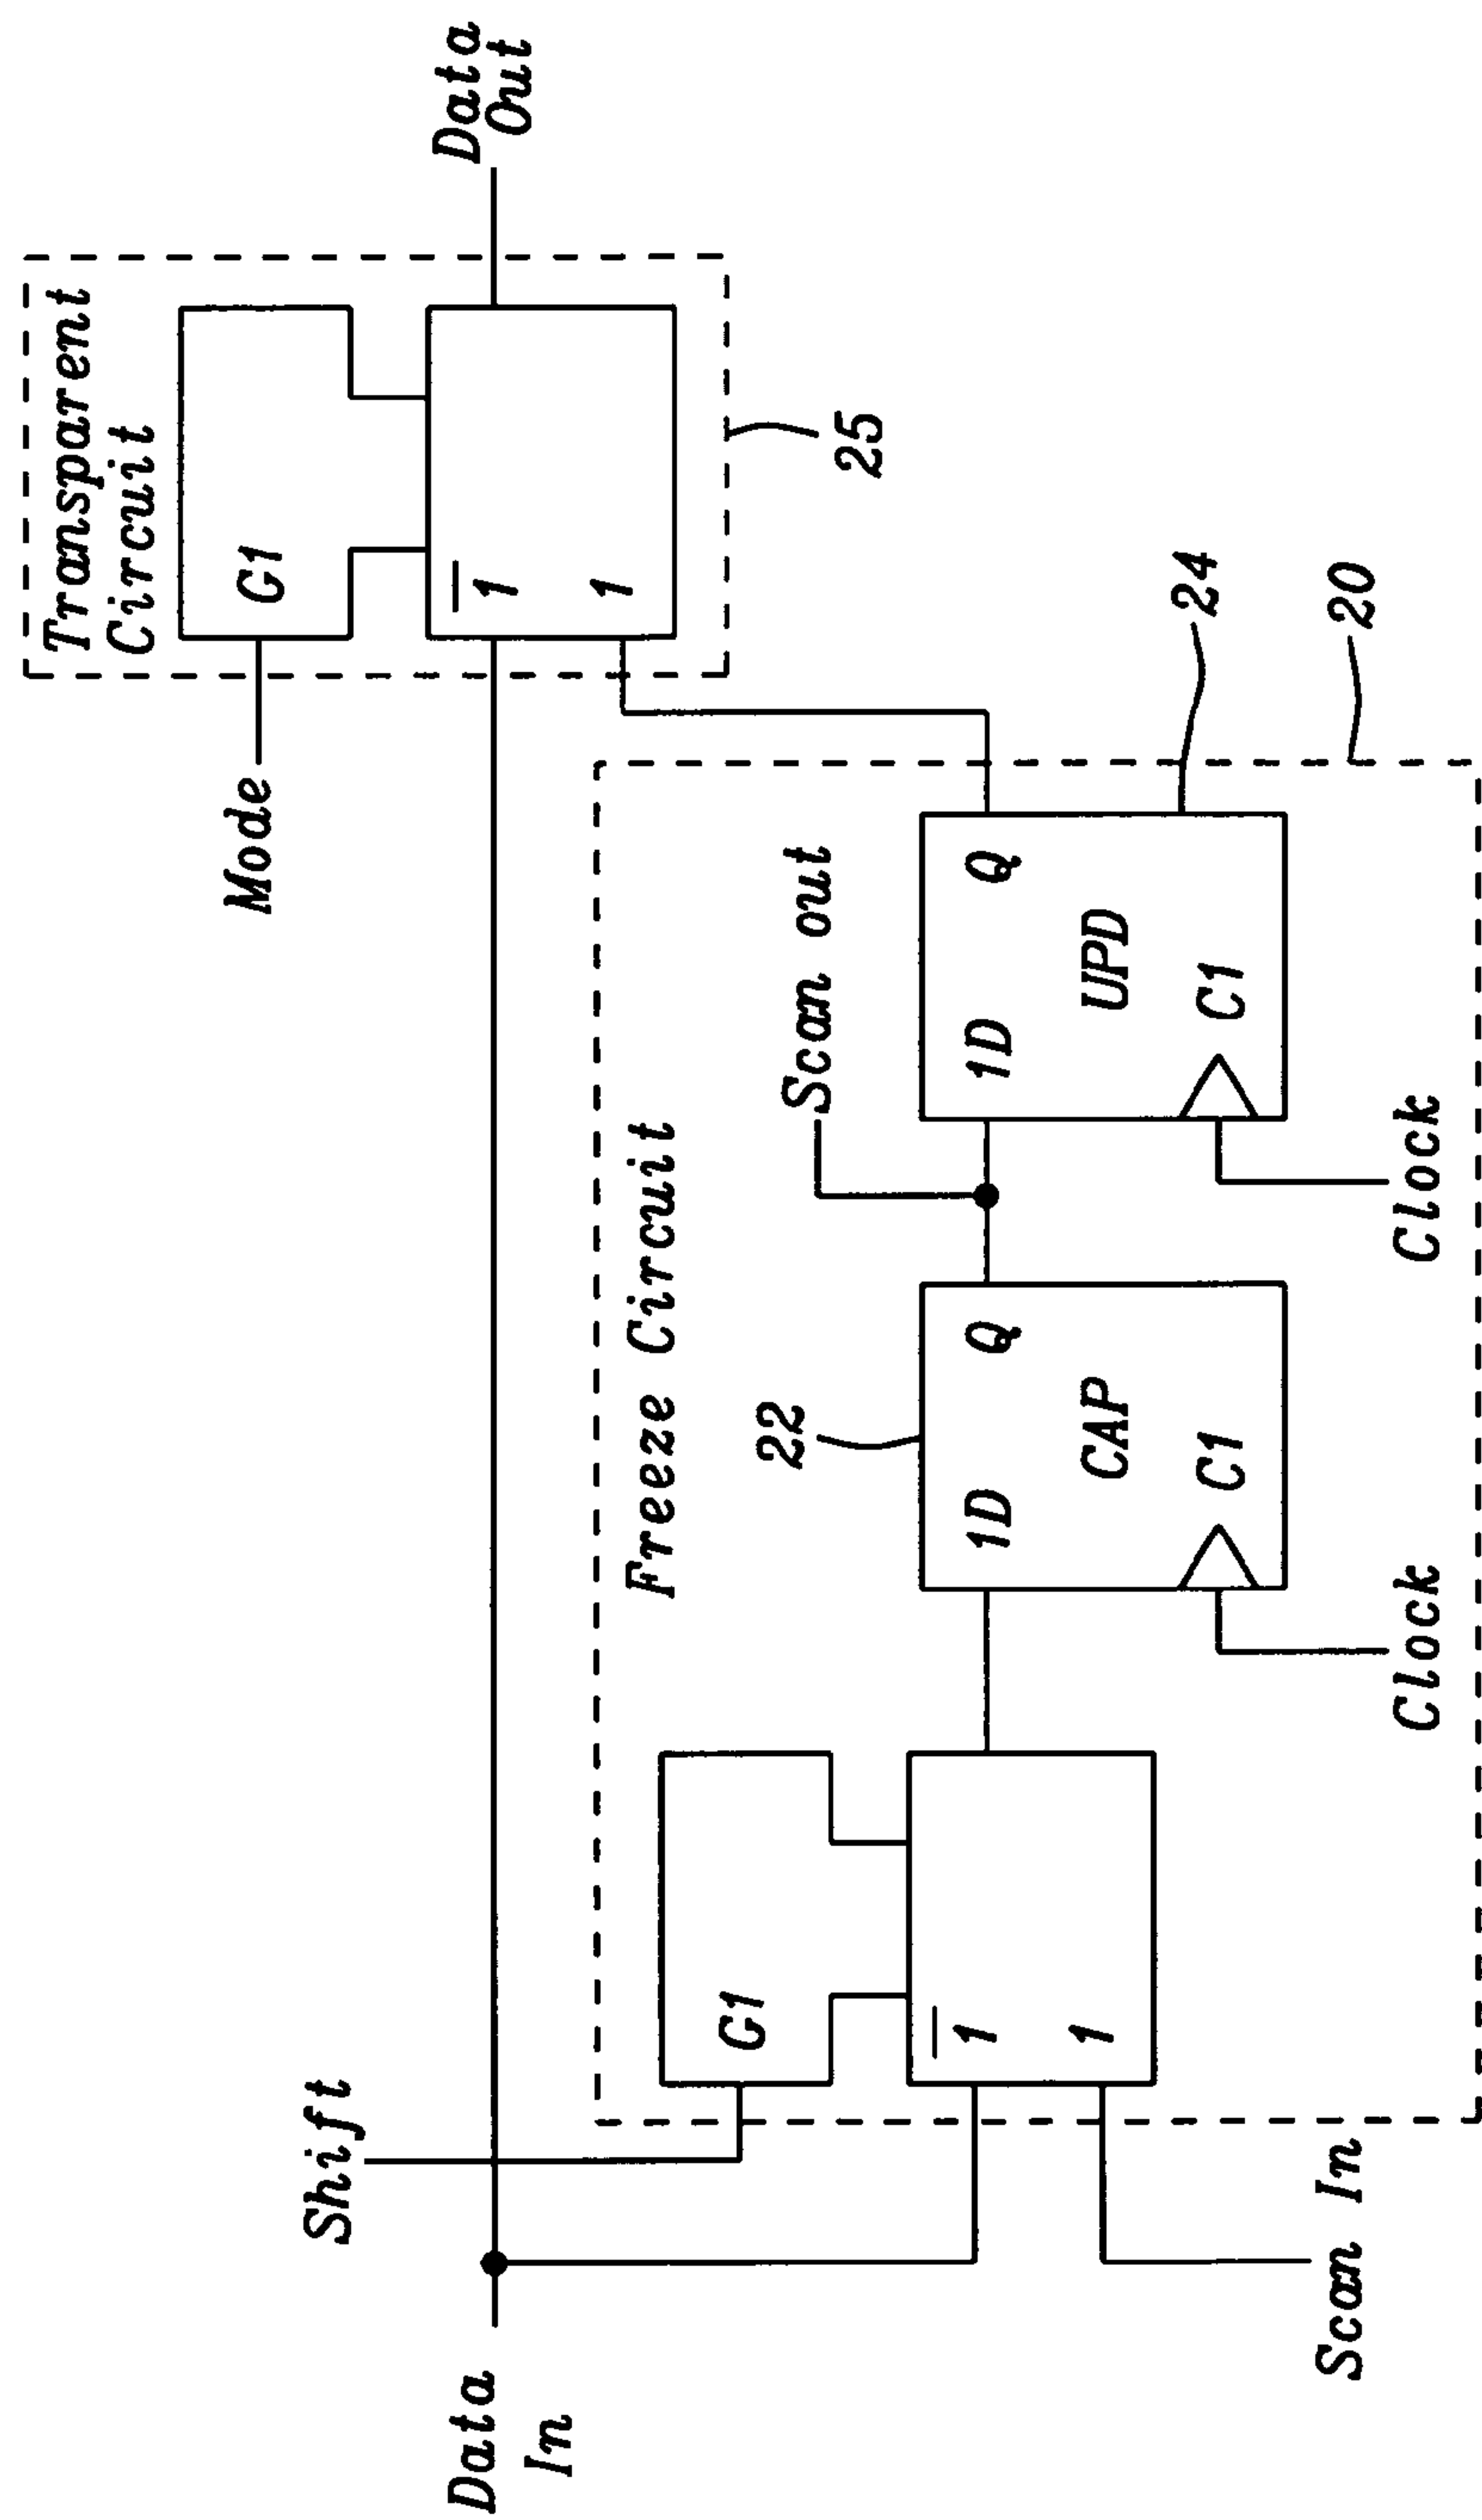 Transparent
Circuit
G1
1
1
25
Data
Out
Mode
Shift
Data
In
Freeze Circuit
G1
1
1
22
1D
Q
CAP
C1
Clock
Scan out
1D
Q
UPD
C1
Clock
24
20
Scan In